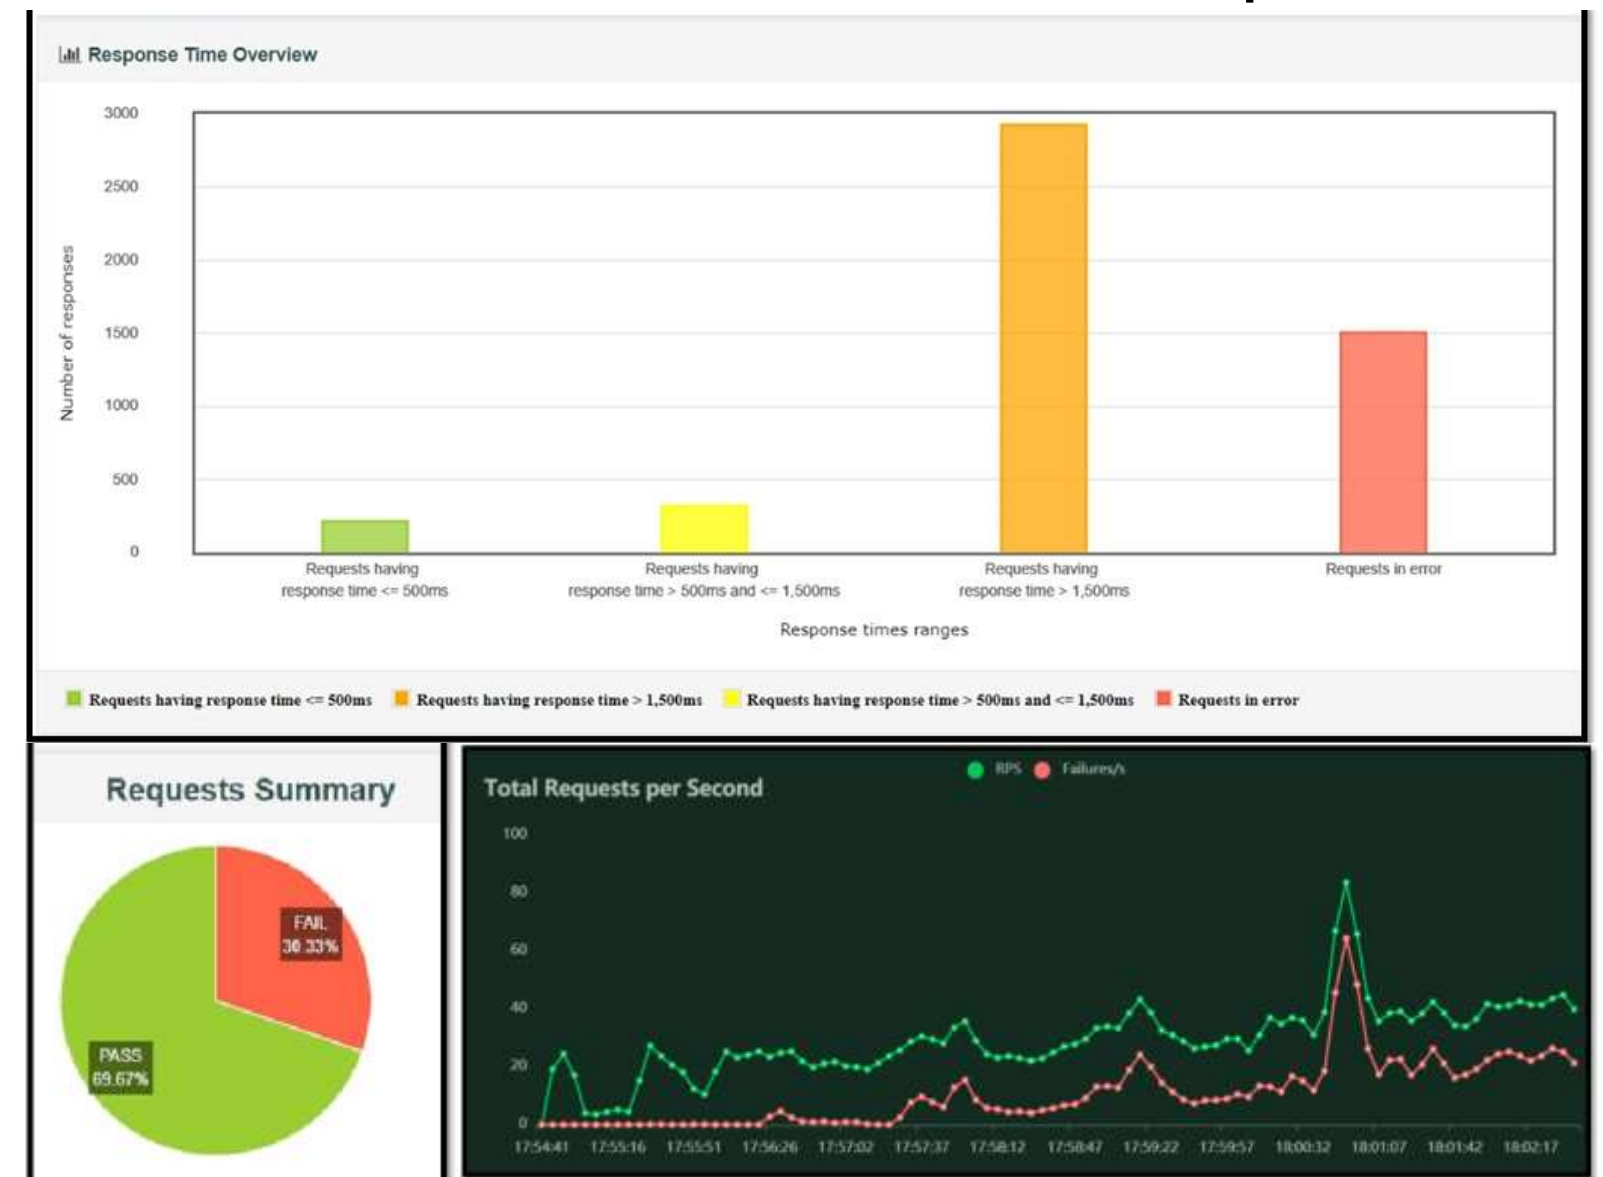 Response Time Overview
3000
2500
2000
1500
1000
500
0
Number of responses
Requests having
response time <= 500ms
Requests having
response time > 500ms and <= 1,500ms
Requests having
response time > 1,500ms
Requests in error
Response times ranges
Requests having response time <= 500ms
Requests having response time > 1,500ms
Requests having response time > 500ms and <= 1,500ms
Requests in error
Requests Summary
FAIL
30.33%
PASS
69.67%
Total Requests per Second
RPS
Failures/s
100
80
60
40
20
0
17:54:41 17:55:16 17:55:51 17:56:26 17:57:02 17:57:37 17:58:12 17:58:47 17:59:22 17:59:57 18:00:32 18:01:07 18:01:42 18:02:17